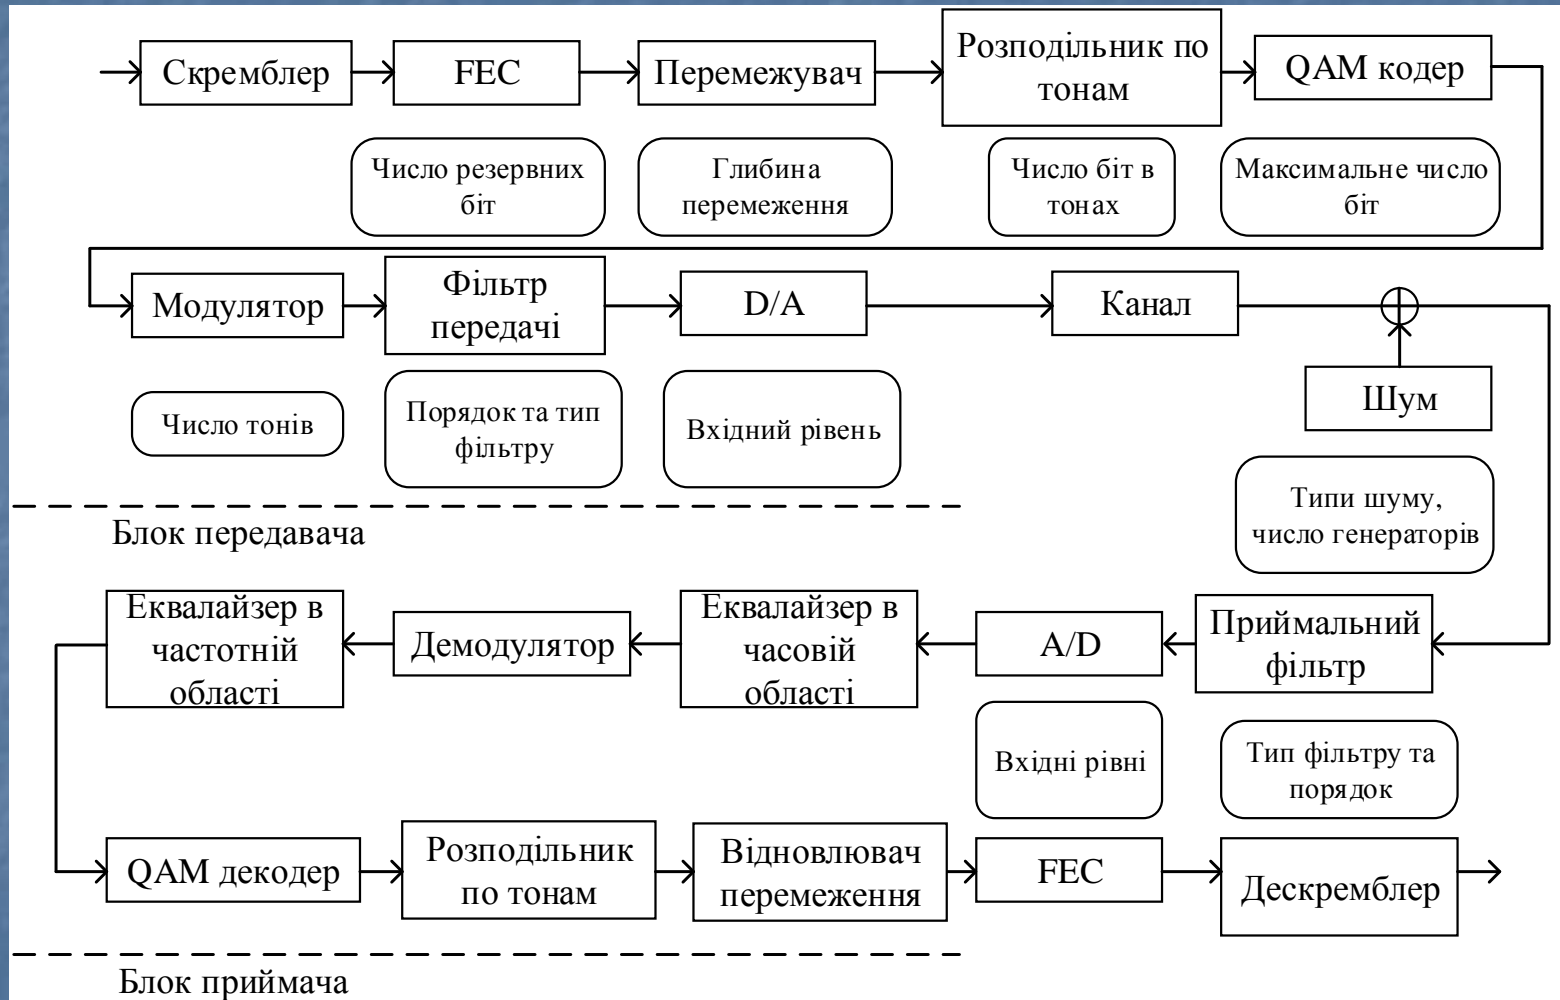 Скремблер
FEC
Перемежувач
Розподільник по
тонам
QAM кодер
Число резервних
біт
Глибина
перемеження
Число біт в
тонах
Максимальне число
біт
Модулятор
Фільтр
передачі
D/A
Канал
Шум
Число тонів
Порядок та тип
фільтру
Вхідний рівень
Типи шуму,
число генераторів
Блок передавача
Еквалайзер в
частотній
області
Демодулятор
Еквалайзер в
часовій
області
A/D
Приймальний
фільтр
Вхідні рівні
Тип фільтру та
порядок
QAM декодер
Розподільник
по тонам
Відновлювач
перемеження
FEC
Дескремблер
Блок приймача